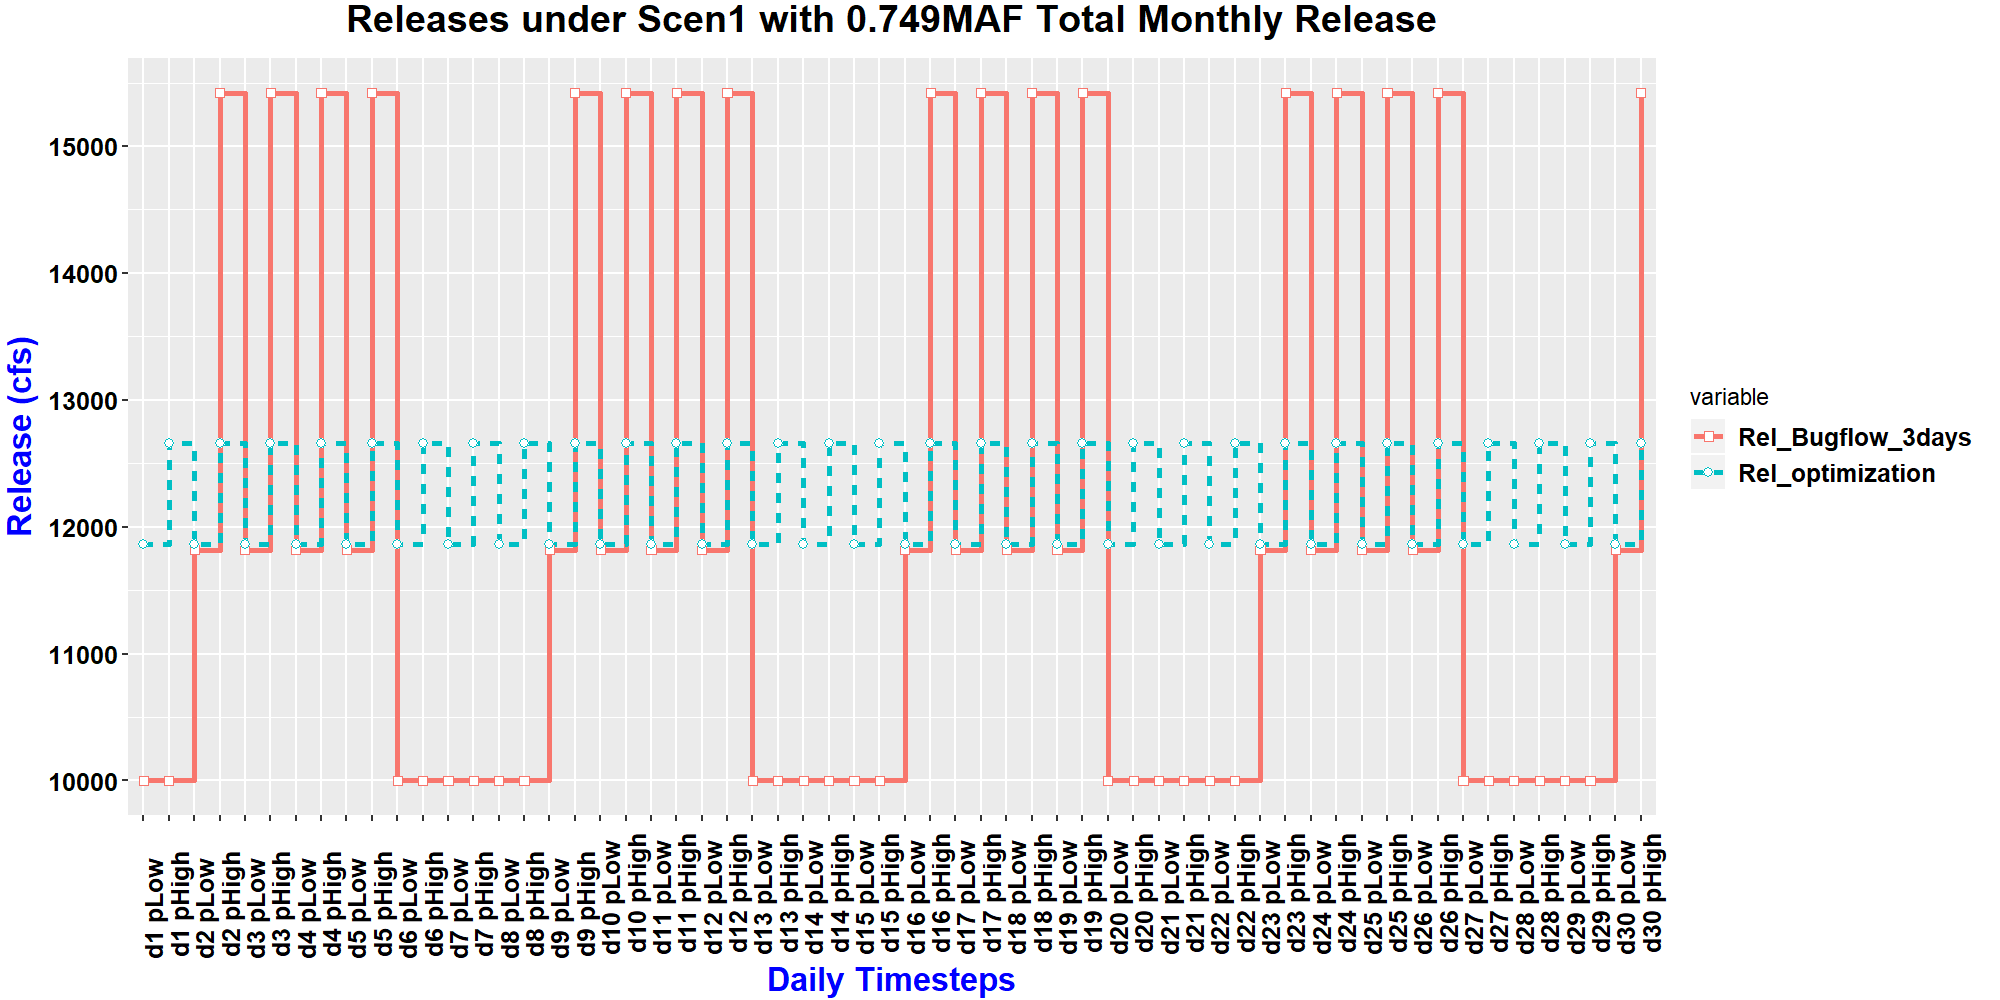 Releases under Scen1 with 0.749MAF Total Monthly Release
Release (cfs)
15000
14000
13000
12000
11000
10000
d1 pLow
d1 pHigh
d2 pLow
d2 pHigh
d3 pLow
d3 pHigh
d4 pLow
d4 pHigh
d5 pLow
d5 pHigh
d6 pLow
d6 pHigh
d7 pLow
d7 pHigh
d8 pLow
d8 pHigh
d9 pLow
d9 pHigh
d10 pLow
d10 pHigh
d11 pLow
d11 pHigh
d12 pLow
d12 pHigh
d13 pLow
d13 pHigh
d14 pLow
d14 pHigh
d15 pLow
d15 pHigh
d16 pLow
d16 pHigh
d17 pLow
d17 pHigh
d18 pLow
d18 pHigh
d19 pLow
d19 pHigh
d20 pLow
d20 pHigh
d21 pLow
d21 pHigh
d22 pLow
d22 pHigh
d23 pLow
d23 pHigh
d24 pLow
d24 pHigh
d25 pLow
d25 pHigh
d26 pLow
d26 pHigh
d27 pLow
d27 pHigh
d28 pLow
d28 pHigh
d29 pLow
d29 pHigh
d30 pLow
d30 pHigh
Daily Timesteps
variable
Rel_Bugflow_3days
Rel_optimization